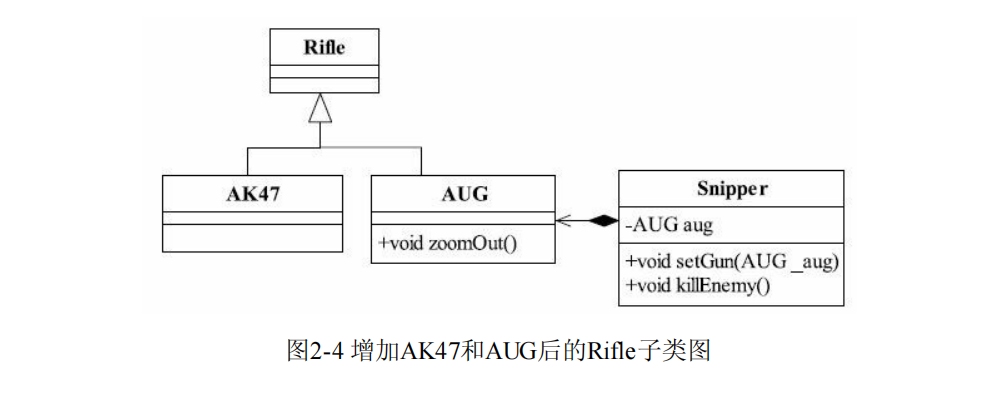 Rifle
AK47
AUG
+void zoomOut()
Snipper
-AUG aug
+void setGun(AUG _aug)
+void killEnemy()
图2-4 增加AK47和AUG后的Rifle子类图